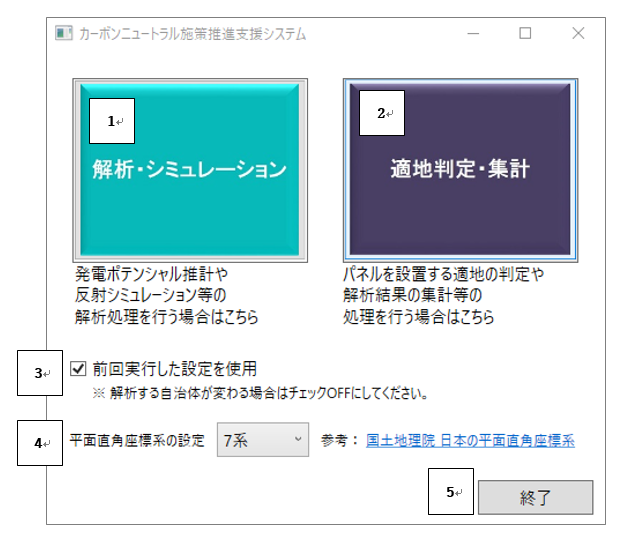 カーボンニュートラル施策推進支援システム
1
解析・シミュレーション
2
適地判定・集計
発電ポテンシャル推計や
反射シミュレーション等の
解析処理を行う場合はこちら
パネルを設置する適地の判定や
解析結果の集計等の
処理を行う場合はこちら
3
前回実行した設定を使用
※ 解析する自治体が変わる場合はチェックOFFにしてください。
4
平面直角座標系の設定 7系 参考： 国土地理院 日本の平面直角座標系
5
終了